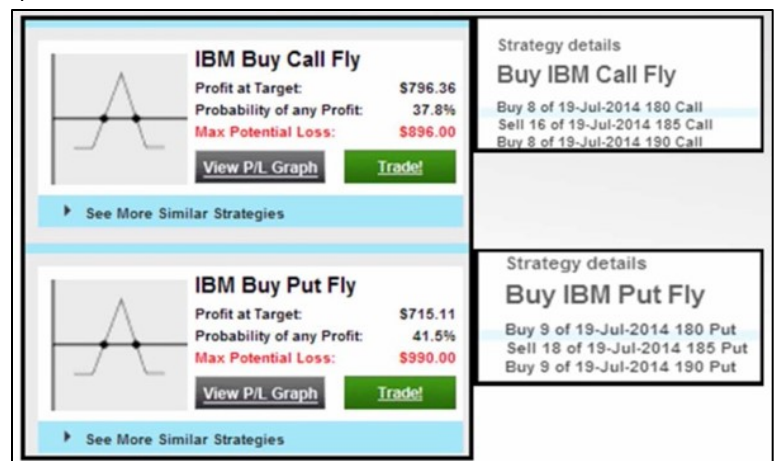 IBM Buy Call Fly
Profit at Target: $796.36
Probability of any Profit: 37.8%
Max Potential Loss: $896.00
View P/L Graph Trade!
See More Similar Strategies
Strategy details
Buy IBM Call Fly
Buy 8 of 19-Jul-2014 180 Call
Sell 16 of 19-Jul-2014 185 Call
Buy 8 of 19-Jul-2014 190 Call
IBM Buy Put Fly
Profit at Target: $715.11
Probability of any Profit: 41.5%
Max Potential Loss: $990.00
View P/L Graph Trade!
See More Similar Strategies
Strategy details
Buy IBM Put Fly
Buy 9 of 19-Jul-2014 180 Put
Sell 18 of 19-Jul-2014 185 Put
Buy 9 of 19-Jul-2014 190 Put